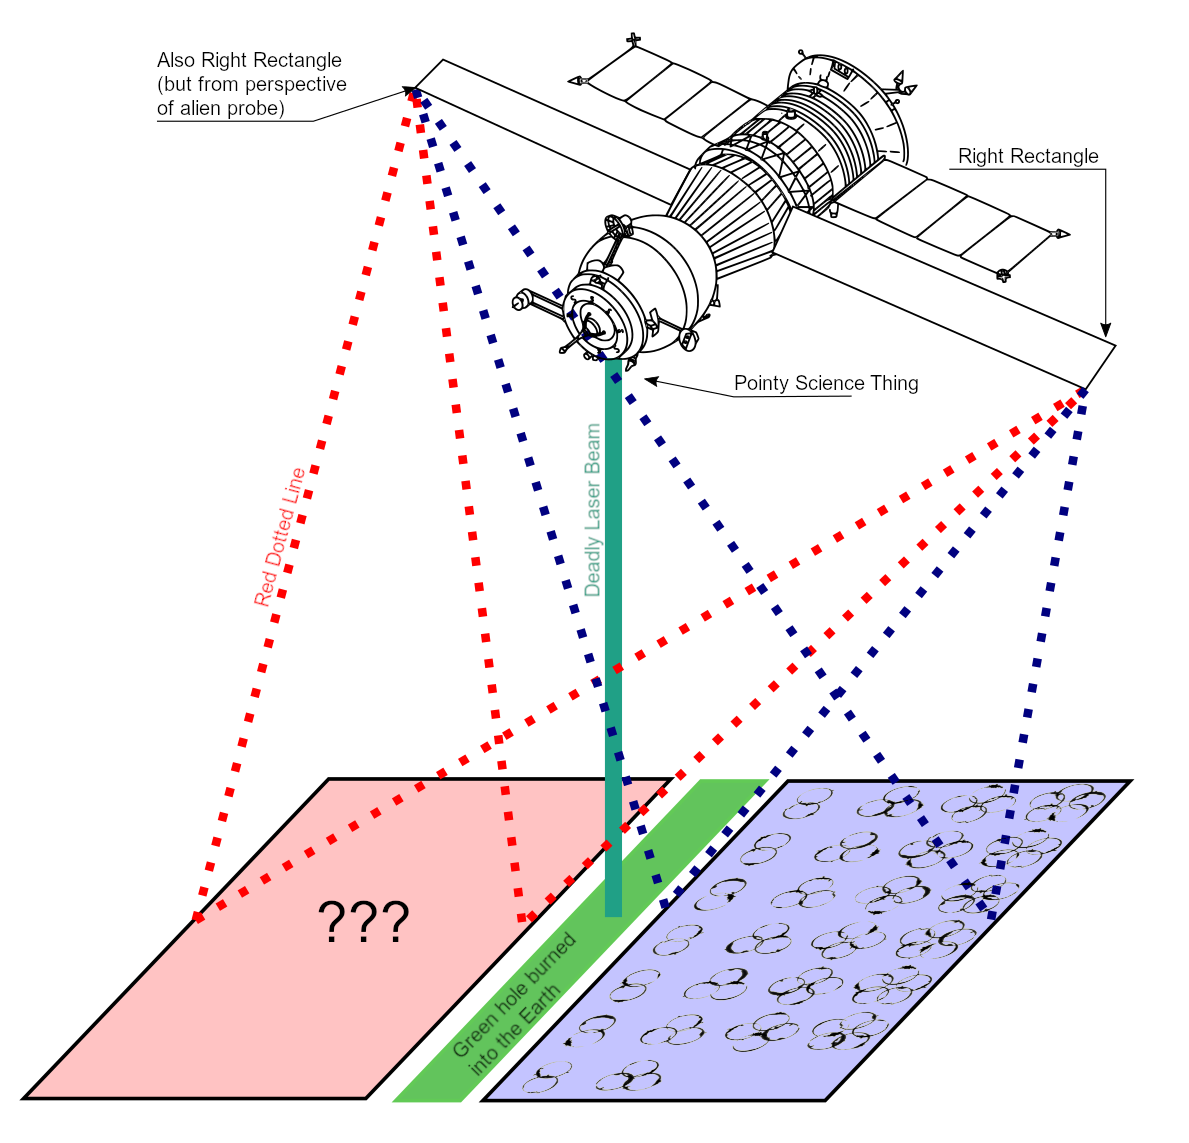 Also Right Rectangle
(but from perspective
of alien probe)
Right Rectangle
Pointy Science Thing
Deadly Laser Beam
Red Dotted Line
???
Green hole burned
into the Earth